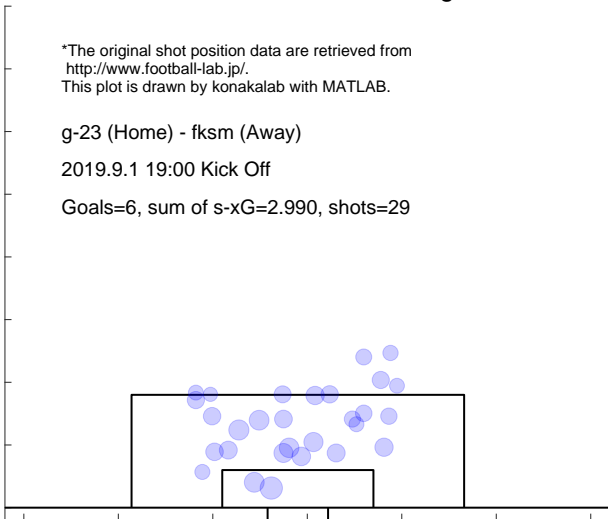 *The original shot position data are retrieved from
http://www.football-lab.jp/.
This plot is drawn by konakalab with MATLAB.
g-23 (Home) - fksm (Away)
2019.9.1 19:00 Kick Off
Goals=6, sum of s-xG=2.990, shots=29